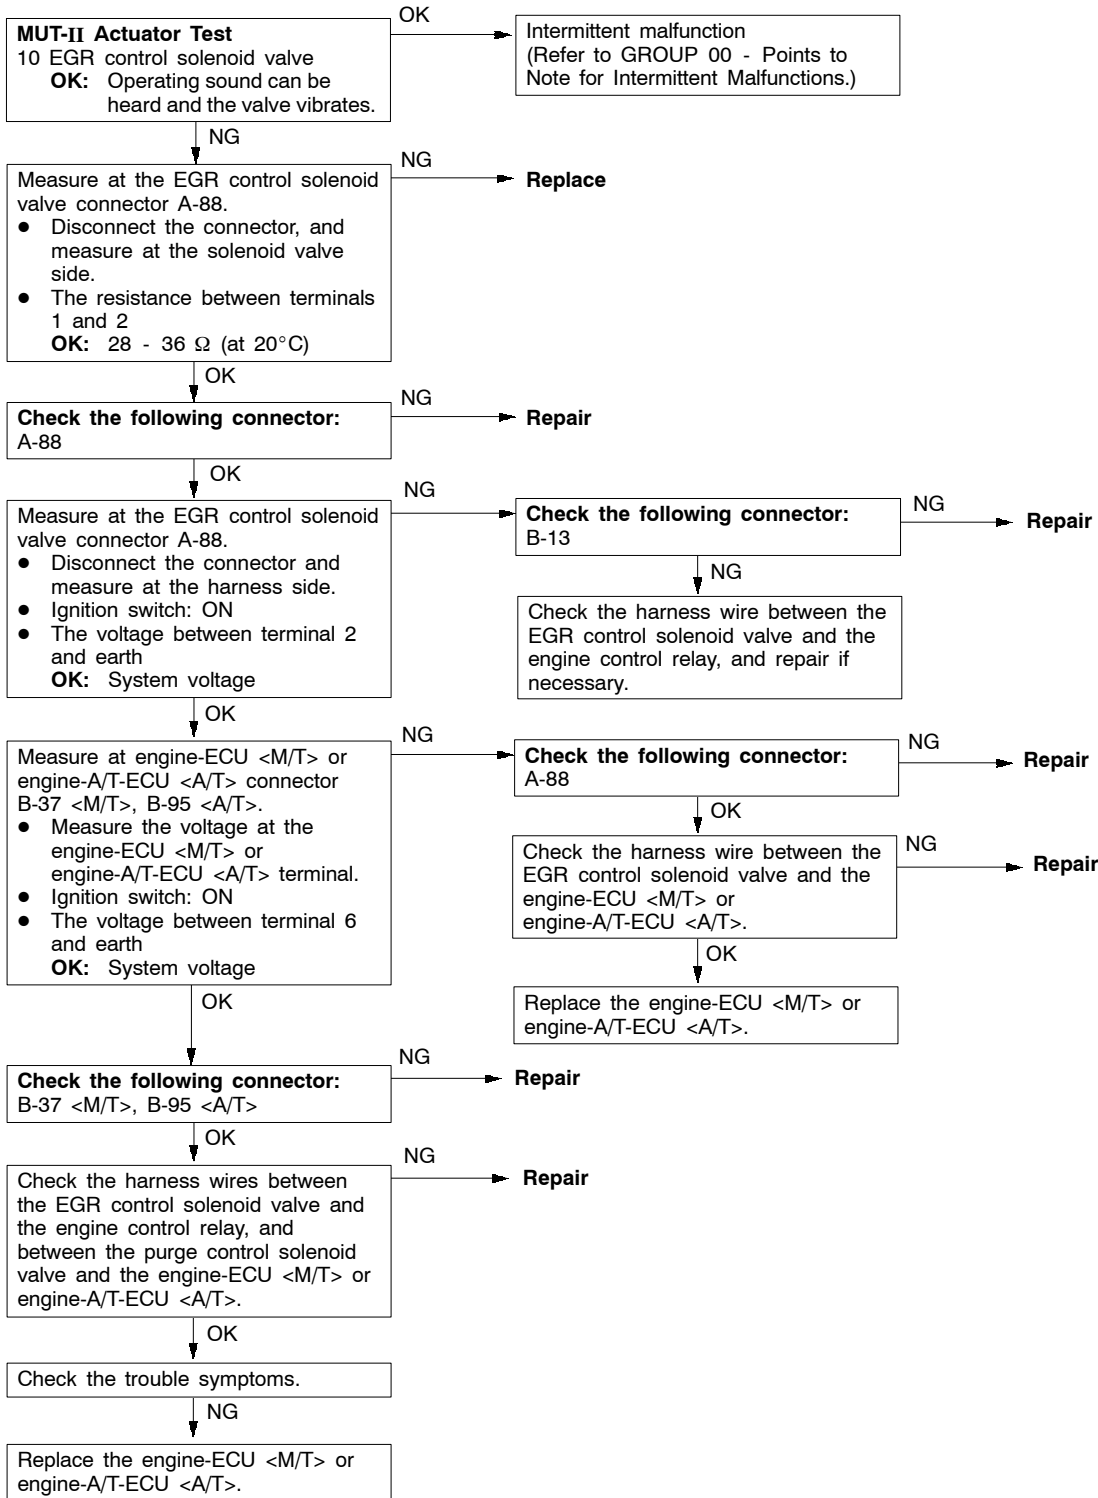 MUT-II Actuator Test
10 EGR control solenoid valve
OK: Operating sound can be
heard and the valve vibrates.
OK
Intermittent malfunction
(Refer to GROUP 00 - Points to
Note for Intermittent Malfunctions.)
NG
Measure at the EGR control solenoid
valve connector A-88.
● Disconnect the connector, and
measure at the solenoid valve
side.
● The resistance between terminals
1 and 2
OK: 28 - 36 Ω (at 20°C)
NG
Replace
OK
Check the following connector:
A-88
NG
Repair
OK
Measure at the EGR control solenoid
valve connector A-88.
● Disconnect the connector and
measure at the harness side.
● Ignition switch: ON
● The voltage between terminal 2
and earth
OK: System voltage
NG
Check the following connector:
B-13
NG
Repair
NG
Check the harness wire between the
EGR control solenoid valve and the
engine control relay, and repair if
necessary.
OK
Measure at engine-ECU <M/T> or
engine-A/T-ECU <A/T> connector
B-37 <M/T>, B-95 <A/T>.
● Measure the voltage at the
engine-ECU <M/T> or
engine-A/T-ECU <A/T> terminal.
● Ignition switch: ON
● The voltage between terminal 6
and earth
OK: System voltage
NG
Check the following connector:
A-88
NG
Repair
OK
Check the harness wire between the
EGR control solenoid valve and the
engine-ECU <M/T> or
engine-A/T-ECU <A/T>.
NG
Repair
OK
Replace the engine-ECU <M/T> or
engine-A/T-ECU <A/T>.
OK
Check the following connector:
B-37 <M/T>, B-95 <A/T>
NG
Repair
OK
Check the harness wires between
the EGR control solenoid valve and
the engine control relay, and
between the purge control solenoid
valve and the engine-ECU <M/T> or
engine-A/T-ECU <A/T>.
NG
Repair
OK
Check the trouble symptoms.
NG
Replace the engine-ECU <M/T> or
engine-A/T-ECU <A/T>.